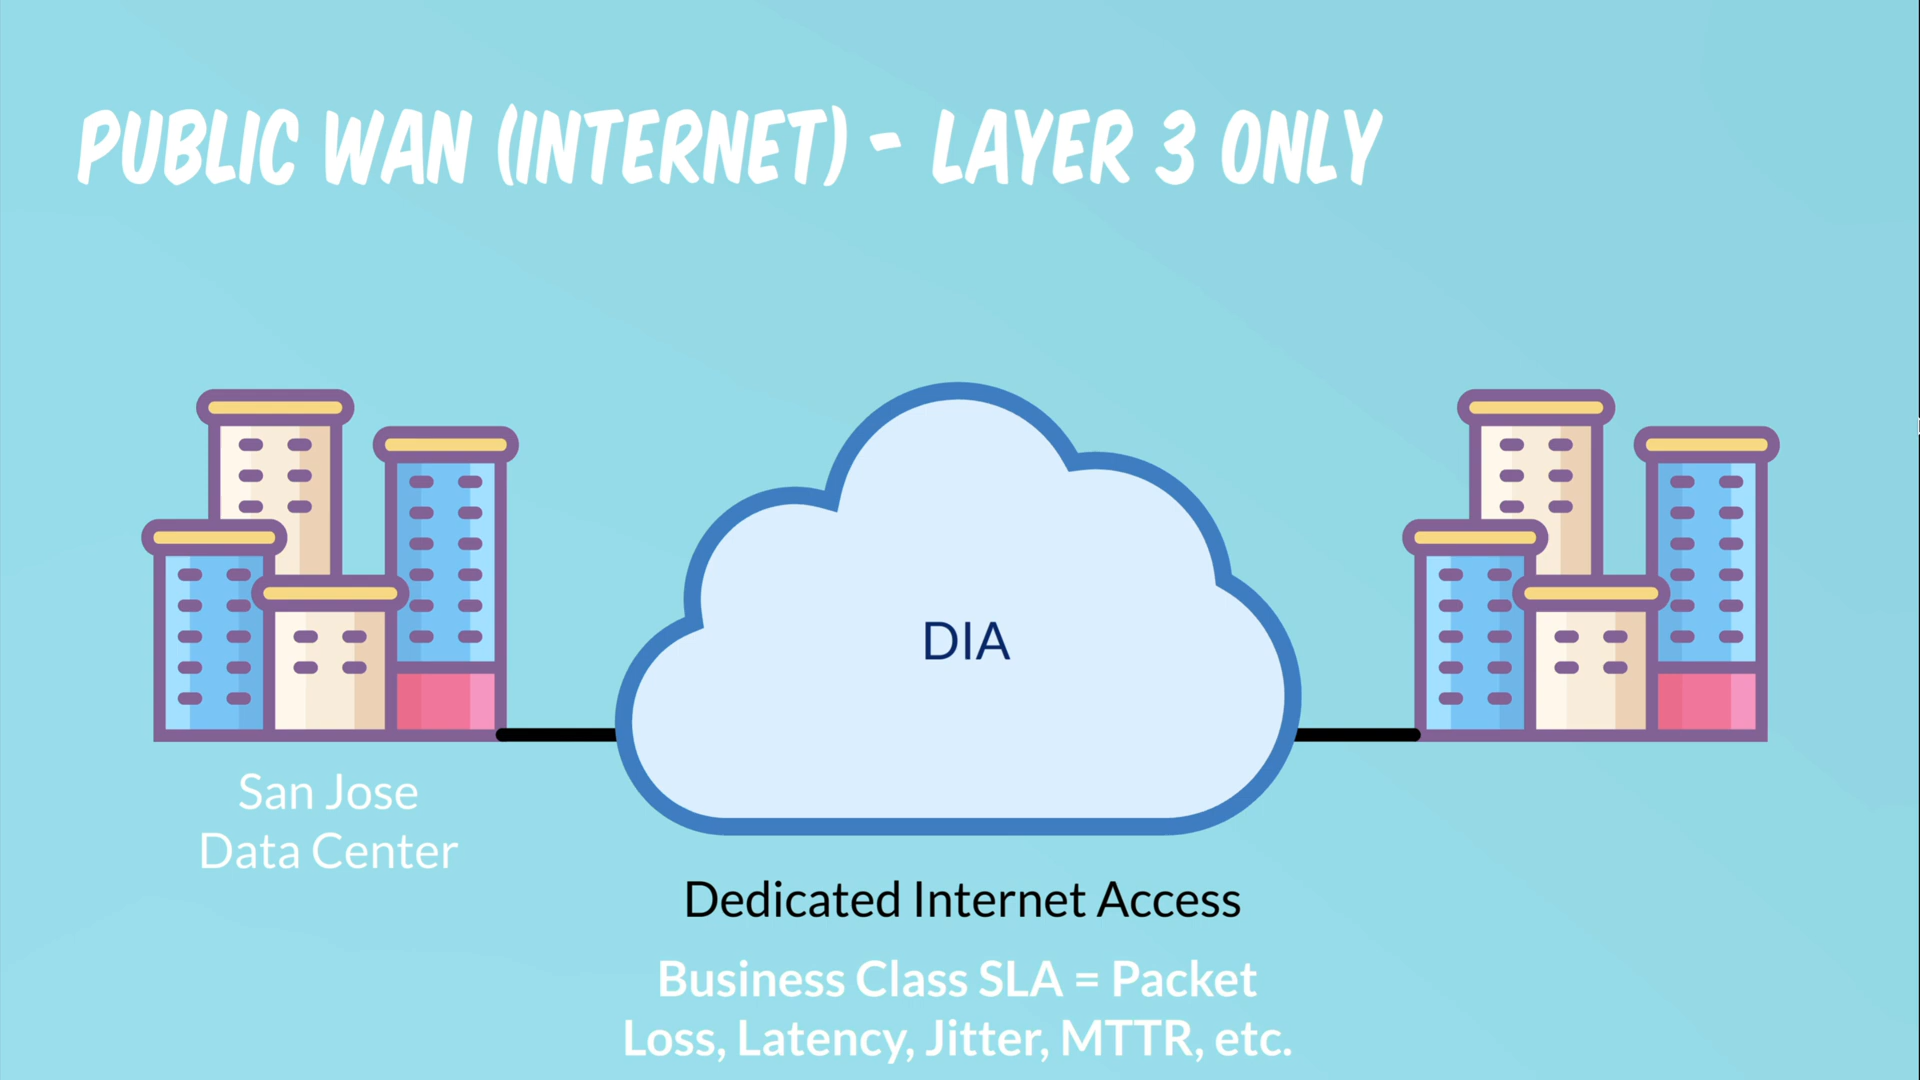 PUBLIC WAN (INTERNET) - LAYER 3 ONLY
DIA
San Jose
Data Center
Dedicated Internet Access
Business Class SLA = Packet
Loss, Latency, Jitter, MTTR, etc.